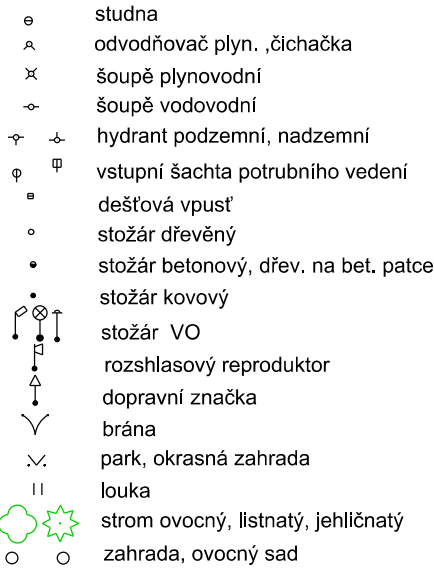 studna
odvodňovač plyn. ,čichačka
šoupě plynovodní
šoupě vodovodní
hydrant podzemní, nadzemní
vstupní šachta potrubního vedení
dešťová vpusť
stožár dřevěný
stožár betonový, dřev. na bet. patce
stožár kovový
stožár VO
rozshlasový reproduktor
dopravní značka
brána
park, okrasná zahrada
louka
strom ovocný, listnatý, jehličnatý
zahrada, ovocný sad